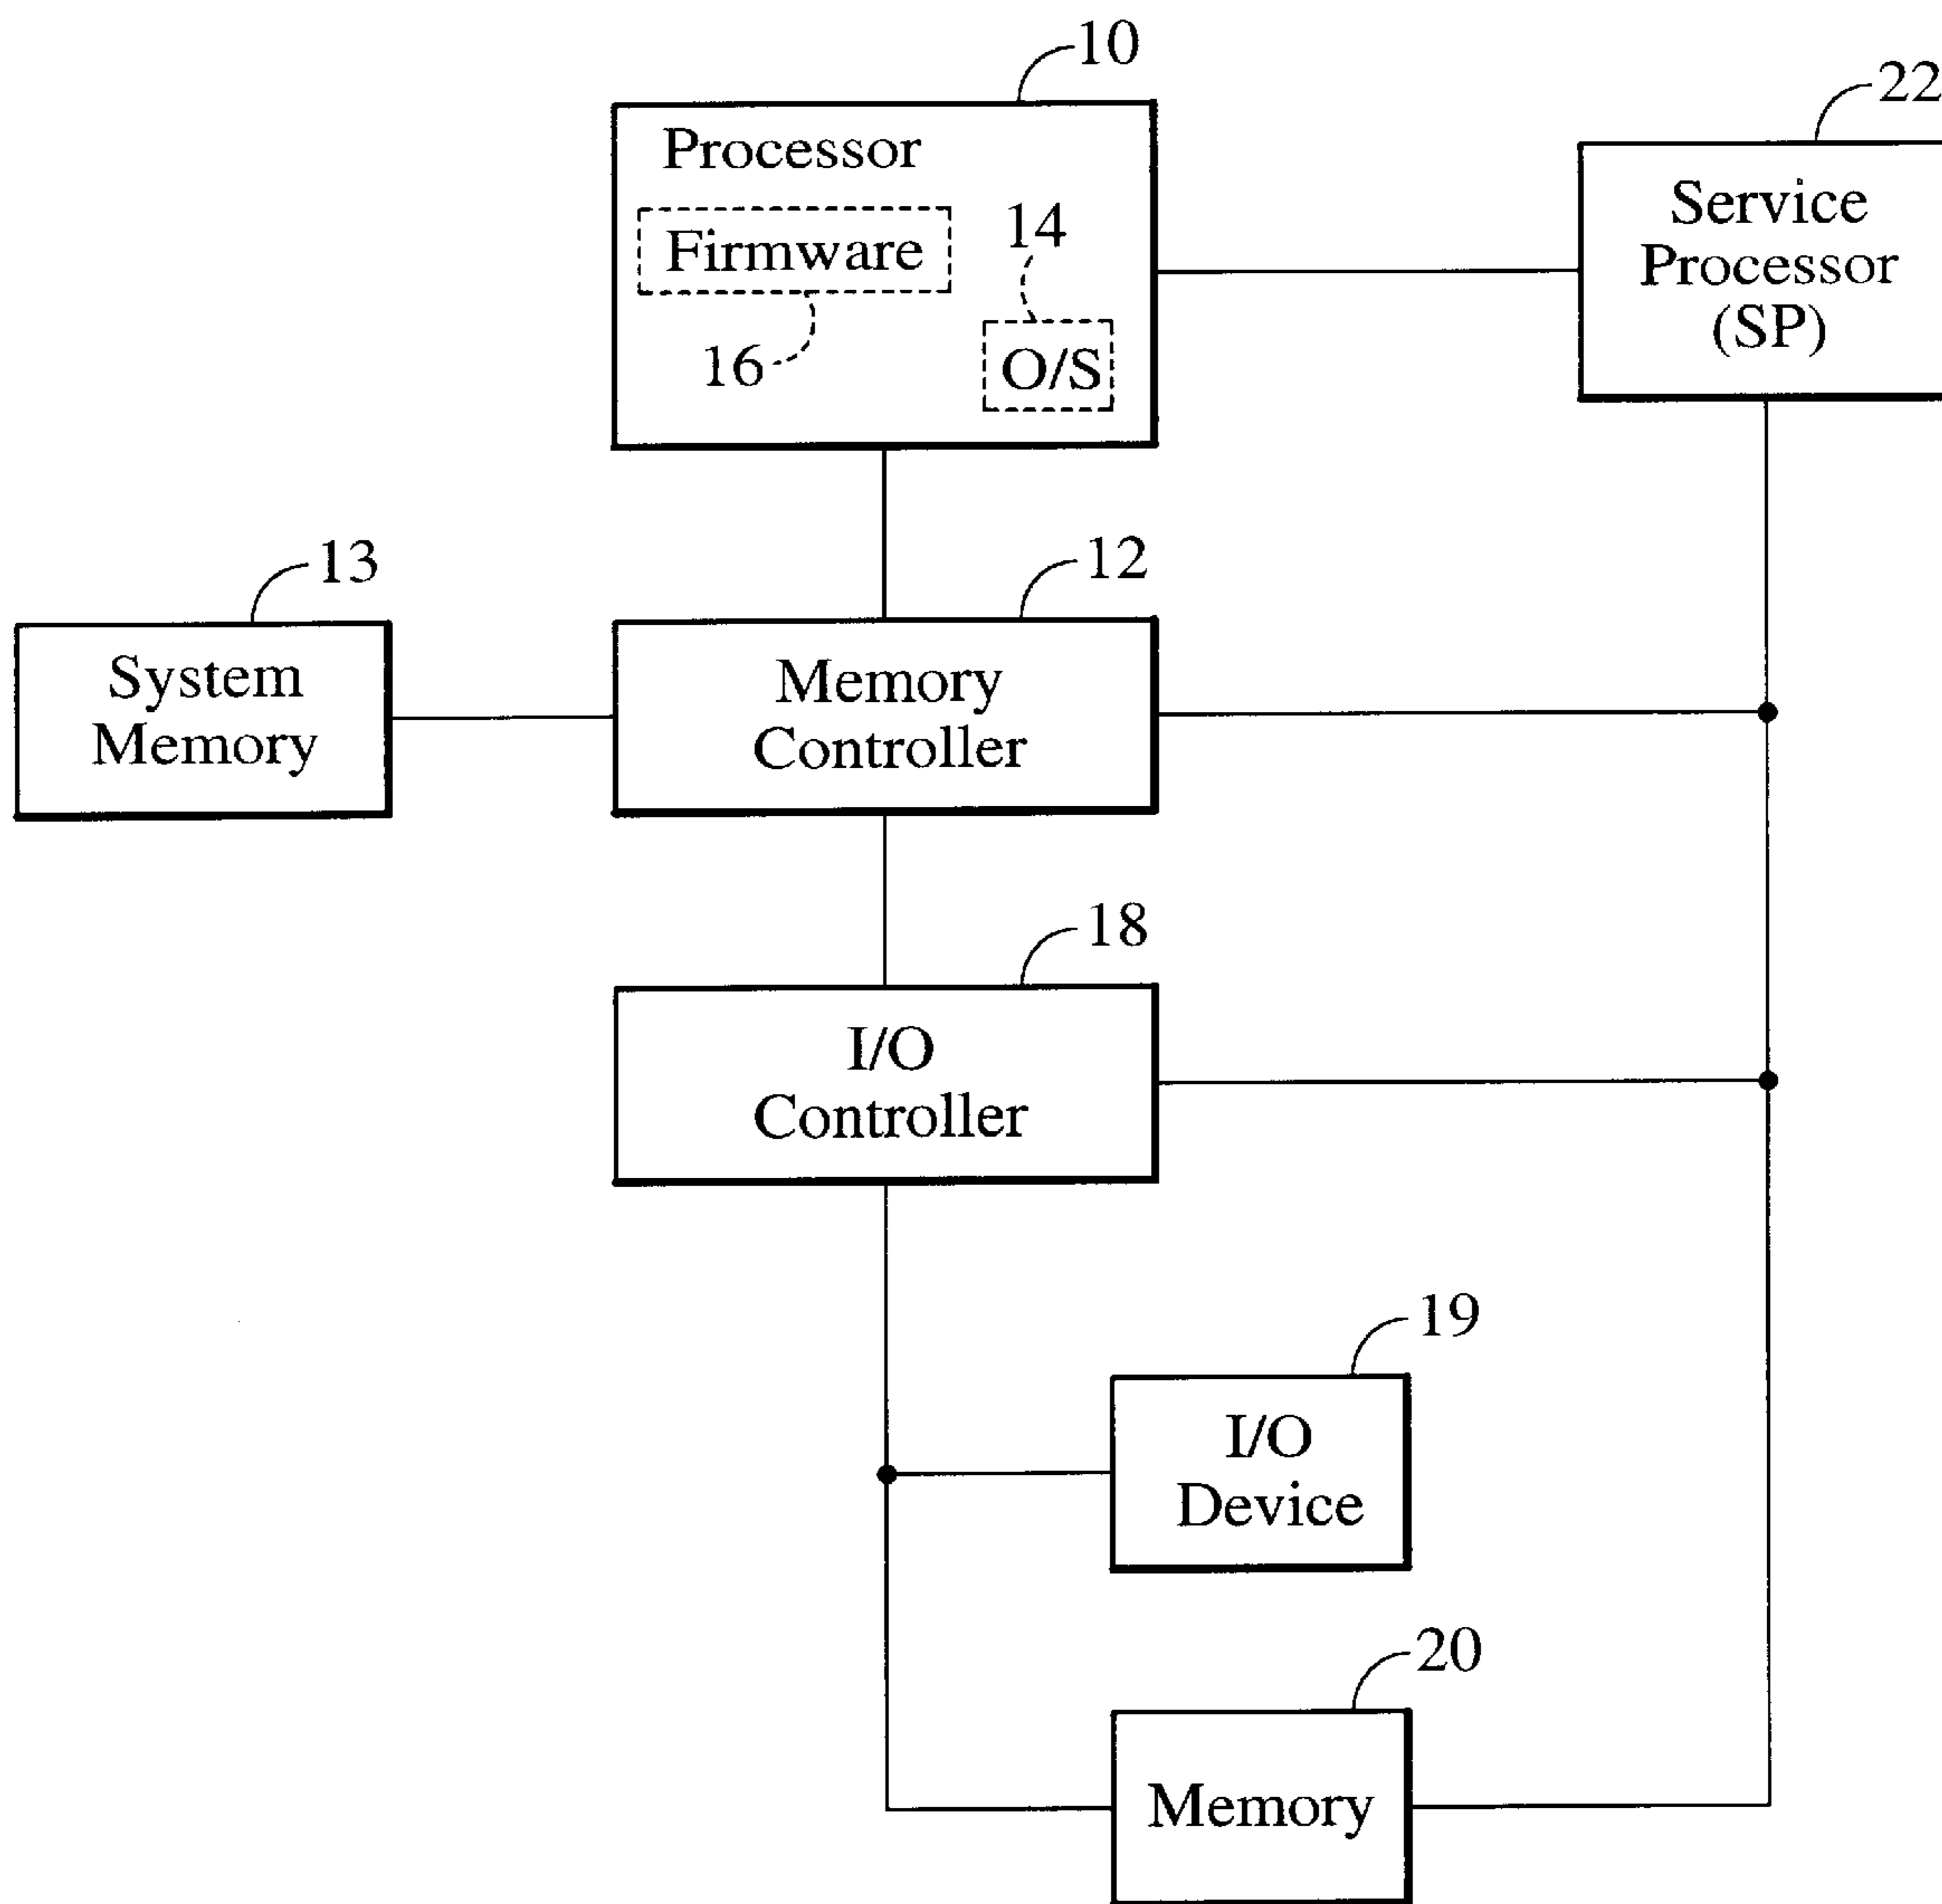 10
22
Processor
Service
Processor
(SP)
14
Firmware
16
O/S
13
12
System
Memory
Memory
Controller
18
I/O
Controller
19
I/O
Device
20
Memory